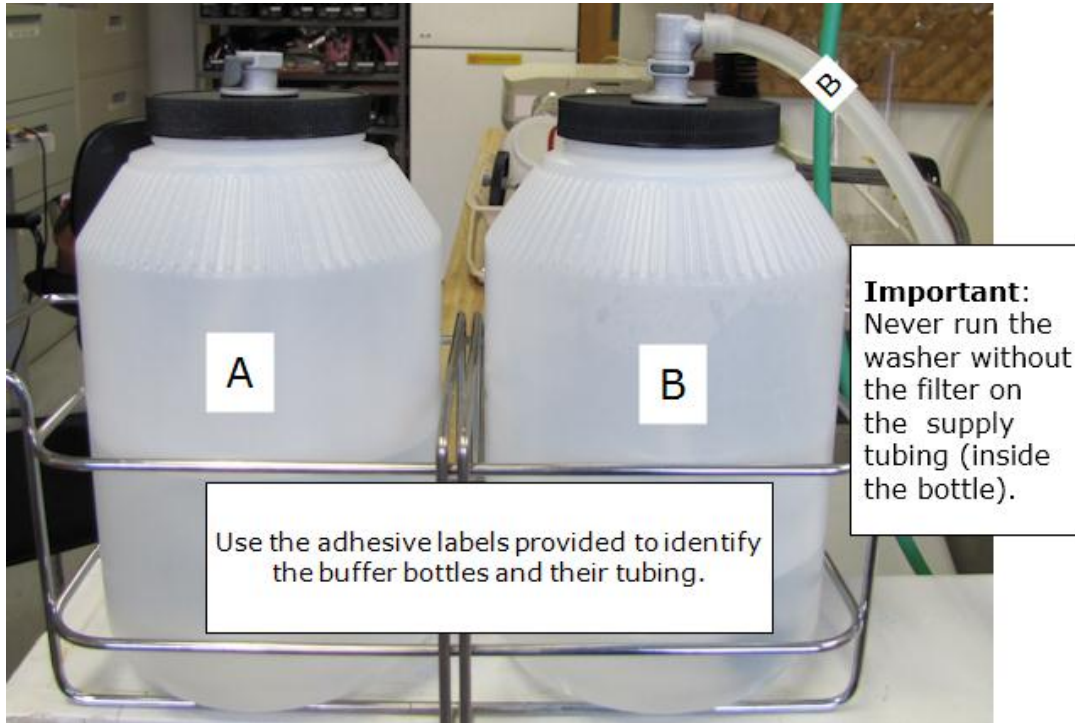 B
A
B
Important:
Never run the
washer without
the filter on
the supply
tubing (inside
the bottle).
Use the adhesive labels provided to identify
the buffer bottles and their tubing.